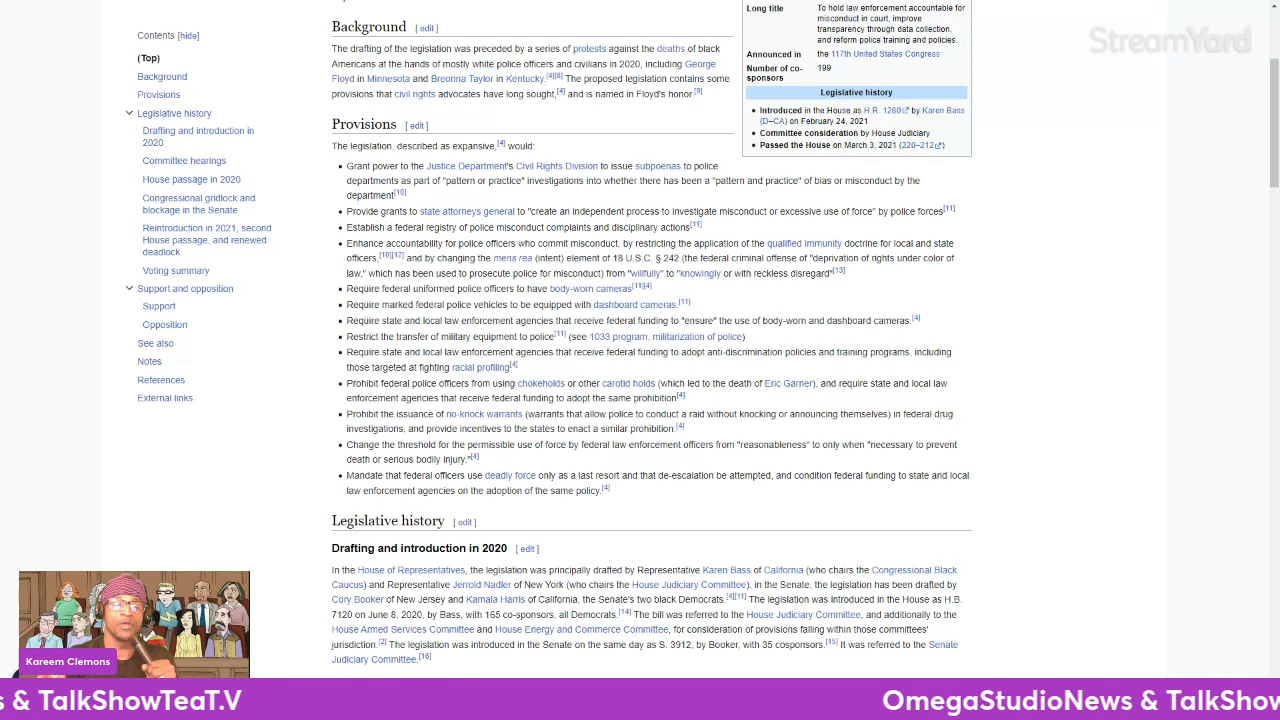 Contents [hide]
(Top)
Background
Provisions
Legislative history
Drafting and introduction in
2020
Committee hearings
House passage in 2020
Congressional gridlock and
blockage in the Senate
Reintroduction in 2021, second
House passage, and renewed
deadlock
Voting summary
Support and opposition
Support
Opposition
See also
Notes
References
External links
Background [ edit ]
The drafting of the legislation was preceded by a series of protests against the deaths of black
Americans at the hands of mostly white police officers and civilians in 2020, including George
Floyd in Minnesota and Breonna Taylor in Kentucky.[4][8] The proposed legislation contains some
provisions that civil rights advocates have long sought,[4] and is named in Floyd's honor.[9]
Long title To hold law enforcement accountable for
misconduct in court, improve
transparency through data collection,
and reform police training and policies.
Announced in the 117th United States Congress
Number of co- 199
sponsors
Legislative history
• Introduced in the House as H.R. 1280 by Karen Bass
(D–CA) on February 24, 2021
• Committee consideration by House Judiciary
• Passed the House on March 3, 2021 (220–212)
StreamYard
Provisions [ edit ]
The legislation, described as expansive,[4] would:
• Grant power to the Justice Department's Civil Rights Division to issue subpoenas to police
departments as part of "pattern or practice" investigations into whether there has been a "pattern and practice" of bias or misconduct by the
department[10]
• Provide grants to state attorneys general to "create an independent process to investigate misconduct or excessive use of force" by police forces[11]
• Establish a federal registry of police misconduct complaints and disciplinary actions[11]
• Enhance accountability for police officers who commit misconduct, by restricting the application of the qualified immunity doctrine for local and state
officers,[10][12] and by changing the mens rea (intent) element of 18 U.S.C. § 242 (the federal criminal offense of "deprivation of rights under color of
law," which has been used to prosecute police for misconduct) from "willfully" to "knowingly or with reckless disregard"[13]
• Require federal uniformed police officers to have body-worn cameras[11][4]
• Require marked federal police vehicles to be equipped with dashboard cameras.[11]
• Require state and local law enforcement agencies that receive federal funding to "ensure" the use of body-worn and dashboard cameras.[4]
• Restrict the transfer of military equipment to police[11] (see 1033 program, militarization of police)
• Require state and local law enforcement agencies that receive federal funding to adopt anti-discrimination policies and training programs, including
those targeted at fighting racial profiling[4]
• Prohibit federal police officers from using chokeholds or other carotid holds (which led to the death of Eric Garner), and require state and local law
enforcement agencies that receive federal funding to adopt the same prohibition[4]
• Prohibit the issuance of no-knock warrants (warrants that allow police to conduct a raid without knocking or announcing themselves) in federal drug
investigations, and provide incentives to the states to enact a similar prohibition.[4]
• Change the threshold for the permissible use of force by federal law enforcement officers from "reasonableness" to only when "necessary to prevent
death or serious bodily injury."[4]
• Mandate that federal officers use deadly force only as a last resort and that de-escalation be attempted, and condition federal funding to state and local
law enforcement agencies on the adoption of the same policy.[4]
Legislative history [ edit ]
Drafting and introduction in 2020 [ edit ]
In the House of Representatives, the legislation was principally drafted by Representative Karen Bass of California (who chairs the Congressional Black
Caucus) and Representative Jerrold Nadler of New York (who chairs the House Judiciary Committee); in the Senate, the legislation has been drafted by
Cory Booker of New Jersey and Kamala Harris of California, the Senate's two black Democrats.[4][11] The legislation was introduced in the House as H.B.
7120 on June 8, 2020, by Bass, with 165 co-sponsors, all Democrats.[14] The bill was referred to the House Judiciary Committee, and additionally to the
House Armed Services Committee and House Energy and Commerce Committee, for consideration of provisions falling within those committees'
jurisdiction.[2] The legislation was introduced in the Senate on the same day as S. 3912, by Booker, with 35 cosponsors.[15] It was referred to the Senate
Judiciary Committee.[16]
Kareem Clemons
s & TalkShowTeaT.V
OmegaStudioNews & TalkShow